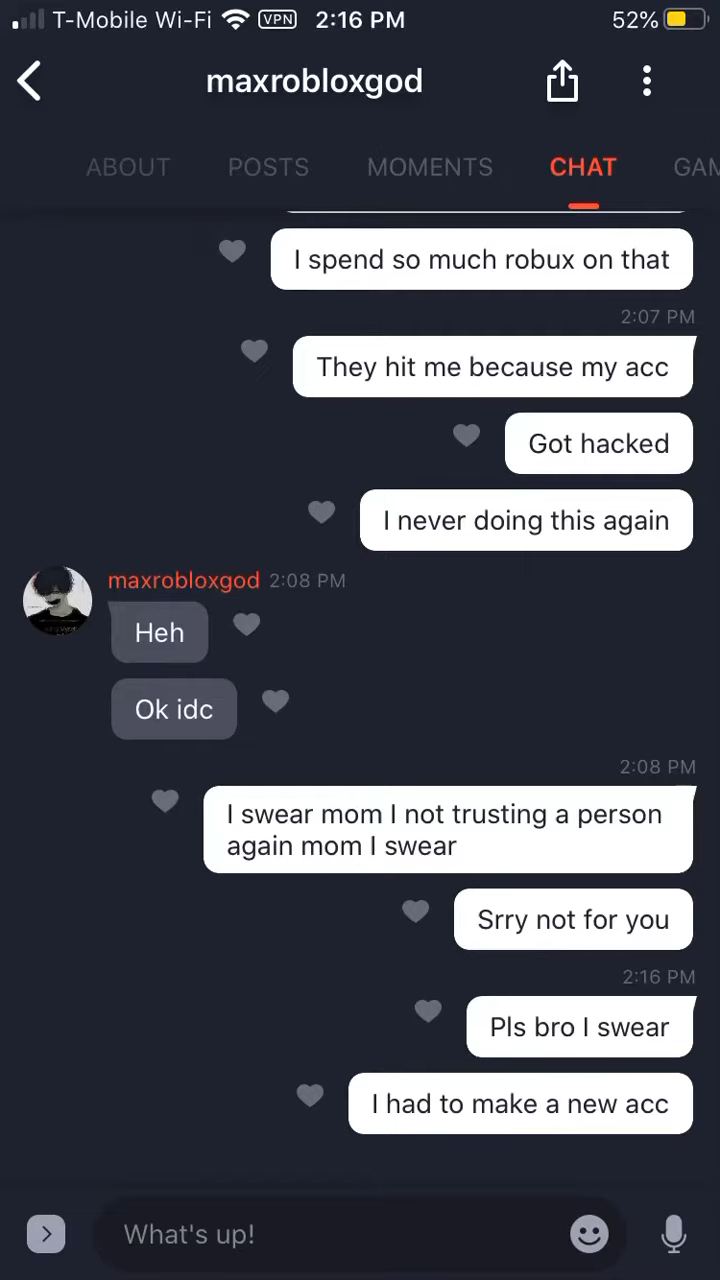 T-Mobile Wi-Fi VPN 2:16 PM 52%
maxrobloxgod
ABOUT POSTS MOMENTS CHAT GAM
I spend so much robux on that
2:07 PM
They hit me because my acc
Got hacked
I never doing this again
maxrobloxgod 2:08 PM
Heh
Ok idc
2:08 PM
I swear mom I not trusting a person
again mom I swear
Srry not for you
2:16 PM
Pls bro I swear
I had to make a new acc
What's up!